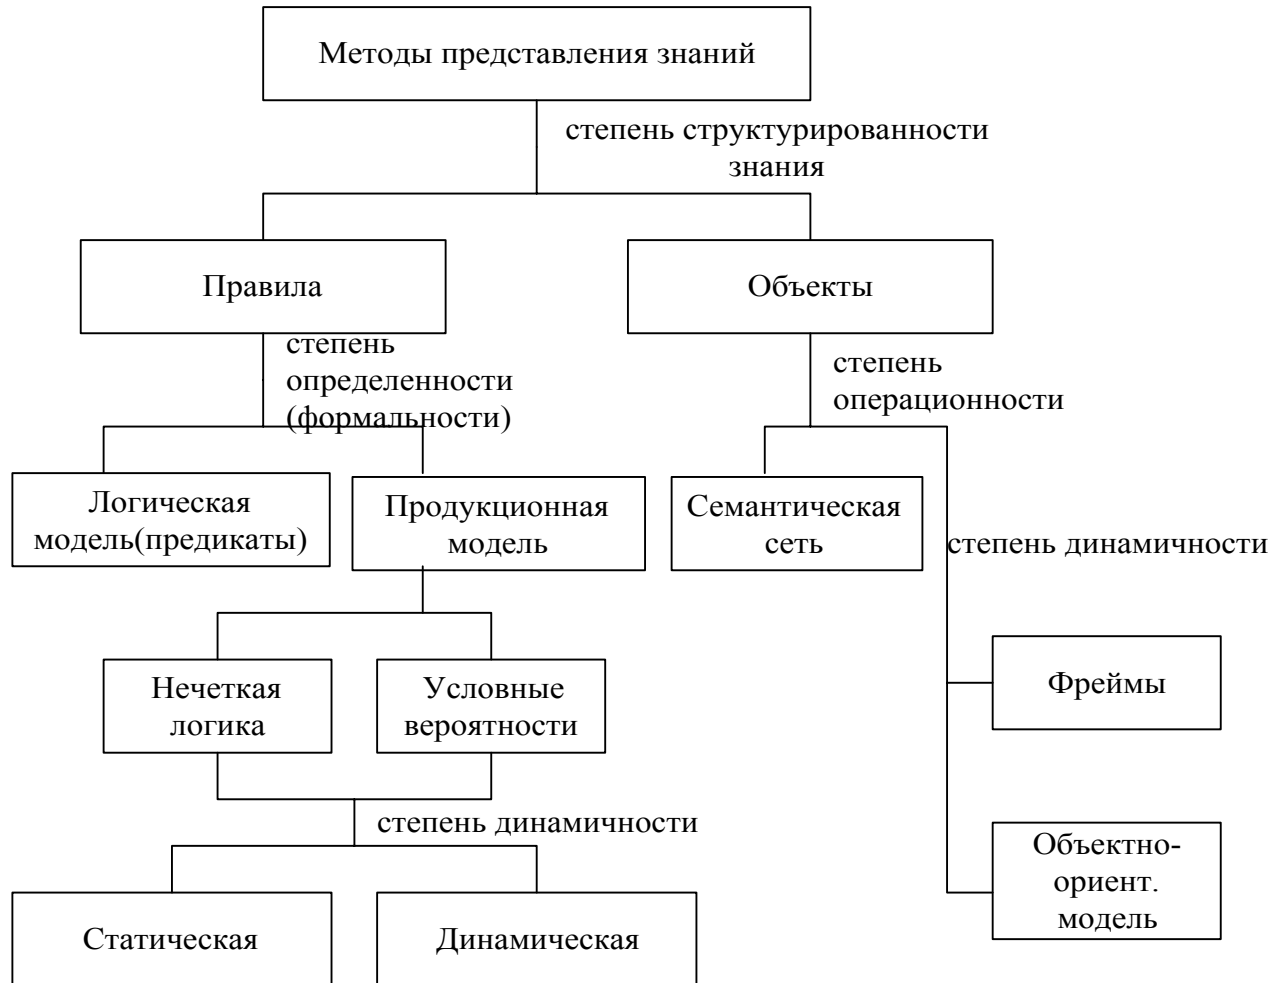 Методы представления знаний
степень структурированности
знания
Правила
Объекты
степень
определенности
(формальности)
степень
операционности
Логическая
модель(предикаты)
Продукционная
модель
Семантическая
сеть
степень динамичности
Нечеткая
логика
Условные
вероятности
Фреймы
степень динамичности
Объектно-
ориент.
модель
Статическая
Динамическая